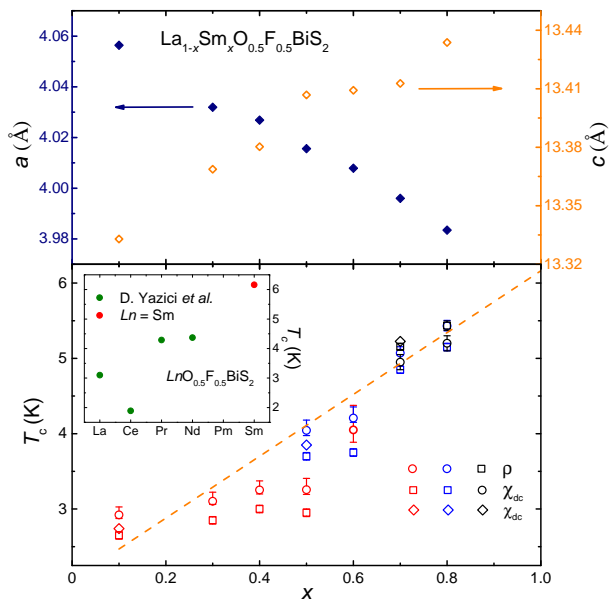 La1-xSmxO0.5F0.5BiS2
4.06
4.04
4.02
4.00
3.98
a (Å)
13.44
13.41
13.38
13.35
13.32
c (Å)
6
5
4
3
Tc (K)
D. Yazici et al.
Ln = Sm
LnO0.5F0.5BiS2
6
5
4
3
2
Tc (K)
La Ce Pr Nd Pm Sm
ρ
χdc
χdc
0 0.2 0.4 0.6 0.8 1.0
x